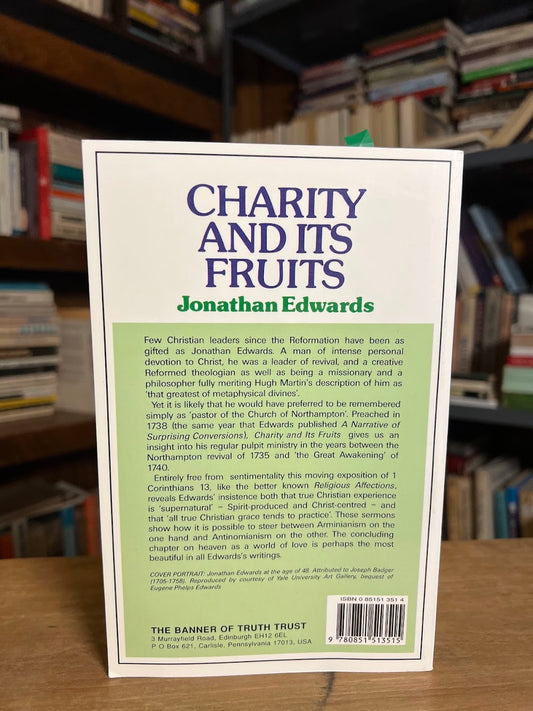 CHARITY
AND ITS
FRUITS
Jonathan Edwards
Few Christian leaders since the Reformation have been as
gifted as Jonathan Edwards. A man of intense personal
devotion to Christ, he was a leader of revival, and a creative
Reformed theologian as well as being a missionary and a
philosopher fully meriting Hugh Martin's description of him as
'that greatest of metaphysical divines'.
Yet it is likely that he would have preferred to be remembered
simply as 'pastor of the Church of Northampton'. Preached in
1738 (the same year that Edwards published A Narrative of
Surprising Conversions), Charity and Its Fruits gives us an
insight into his regular pulpit ministry in the years between the
Northampton revival of 1735 and 'the Great Awakening' of
1740.
Entirely free from sentimentality this moving exposition of 1
Corinthians 13, like the better known Religious Affections,
reveals Edwards' insistence both that true Christian experience
is 'supernatural' – Spirit-produced and Christ-centred – and
that 'all true Christian grace tends to practice'. These sermons
show how it is possible to steer between Arminianism on the
one hand and Antinomianism on the other. The concluding
chapter on heaven as a world of love is perhaps the most
beautiful in all Edwards's writings.
COVER PORTRAIT: Jonathan Edwards at the age of 48. Attributed to Joseph Badger
(1705-1758). Reproduced by courtesy of Yale University Art Gallery, bequest of
Eugene Phelps Edwards
ISBN 0 85151 351 4
9 780851 513515
THE BANNER OF TRUTH TRUST
3 Murrayfield Road, Edinburgh EH12 6EL
P O Box 621, Carlisle, Pennsylvania 17013, USA